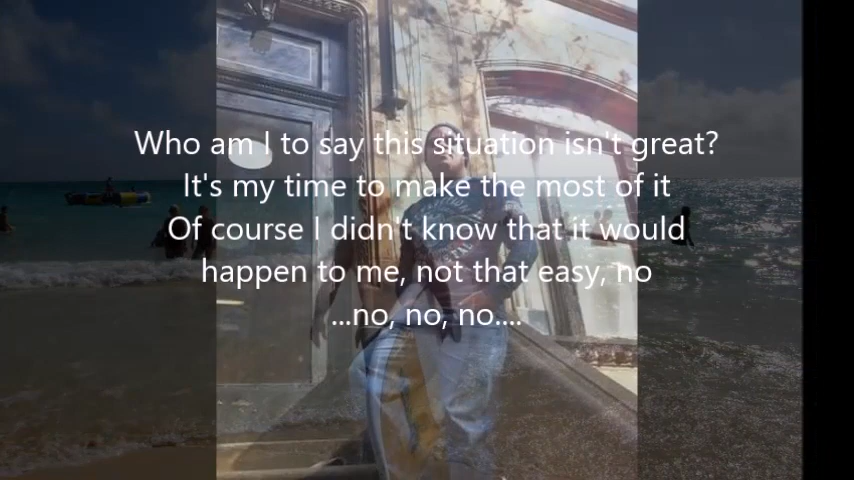 Who am I to say this situation isn't great?
It's my time to make the most of it
Of course I didn't know that it would
happen to me, not that easy, no
...no, no, no....